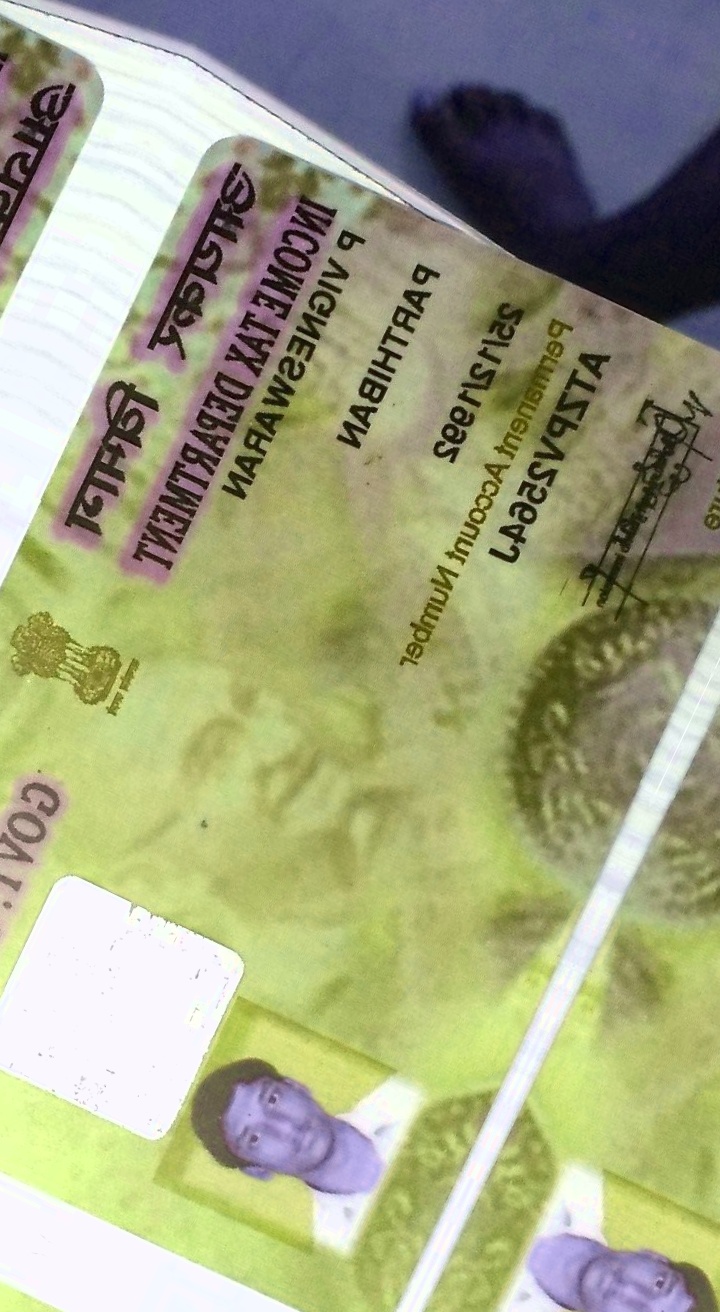 आयकर विभाग
INCOME TAX DEPARTMENT
GOVT.
P VIGNESWARAN
PARTHIBAN
25/12/1992
Permanent Account Number
ATZPV2564J